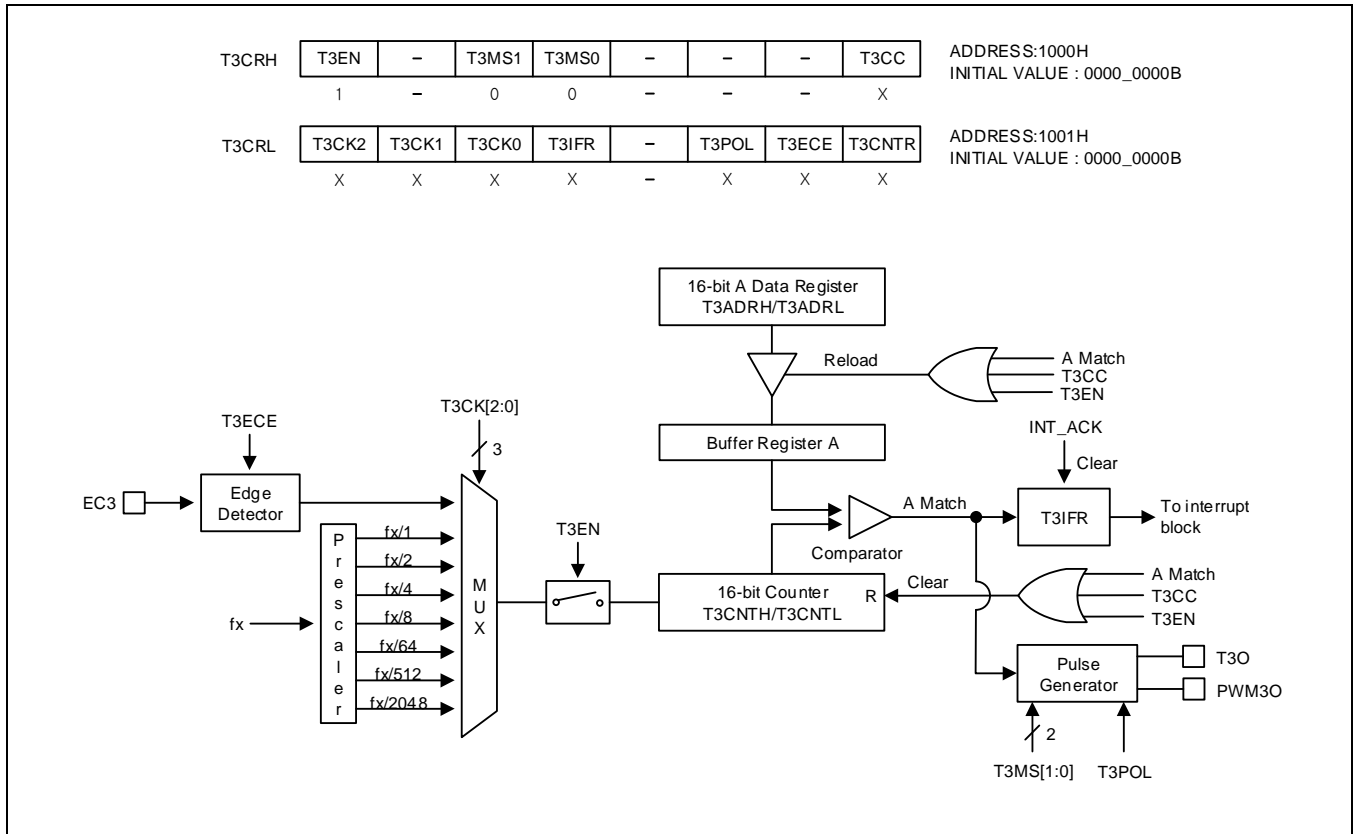 T3CRH T3EN – T3MS1 T3MS0 – – – T3CC ADDRESS:1000H
INITIAL VALUE : 0000_0000B
1 – 0 0 – – – X
T3CRL T3CK2 T3CK1 T3CK0 T3IFR – T3POL T3ECE T3CNTR ADDRESS:1001H
INITIAL VALUE : 0000_0000B
X X X X – X X X
16-bit A Data Register
T3ADRH/T3ADRL
Reload
A Match
T3CC
T3EN
T3CK[2:0]
3
T3ECE
Buffer Register A
INT_ACK
Clear
EC3
Edge
Detector
A Match
T3IFR
To interrupt
block
Comparator
T3EN
Prescaler
fx
fx/1
fx/2
fx/4
fx/8
fx/64
fx/512
fx/2048
MUX
16-bit Counter
T3CNTH/T3CNTL
R
Clear
A Match
T3CC
T3EN
Pulse
Generator
T3O
PWM3O
2
T3MS[1:0]
T3POL